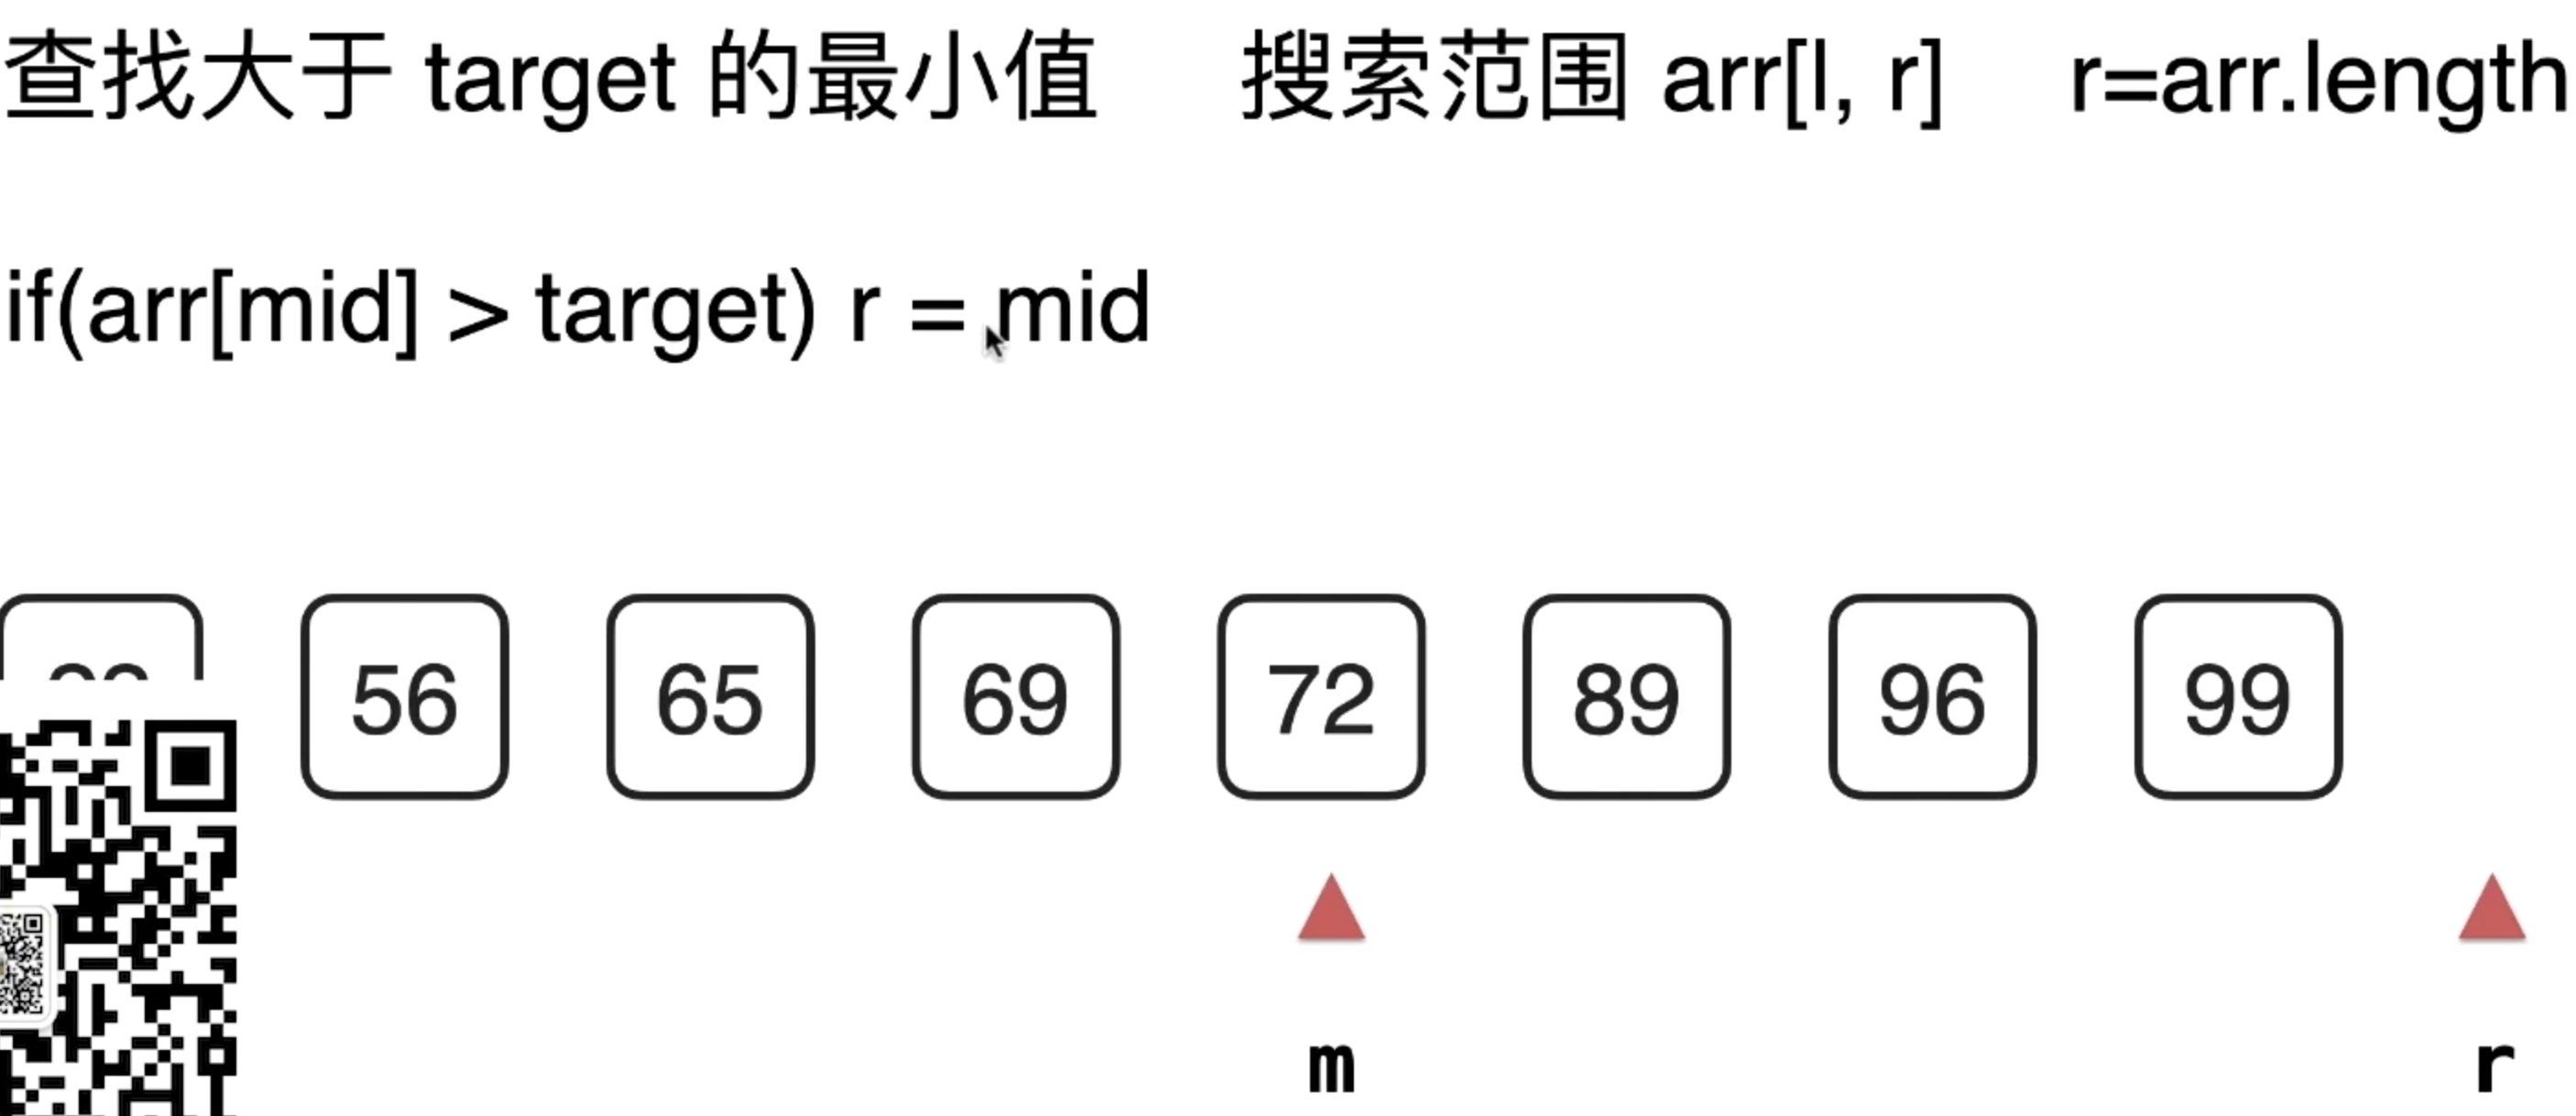 查找大于 target 的最小值 搜索范围 arr[l, r] r=arr.length
if(arr[mid] > target) r = mid
56 65 69 72 89 96 99
m r